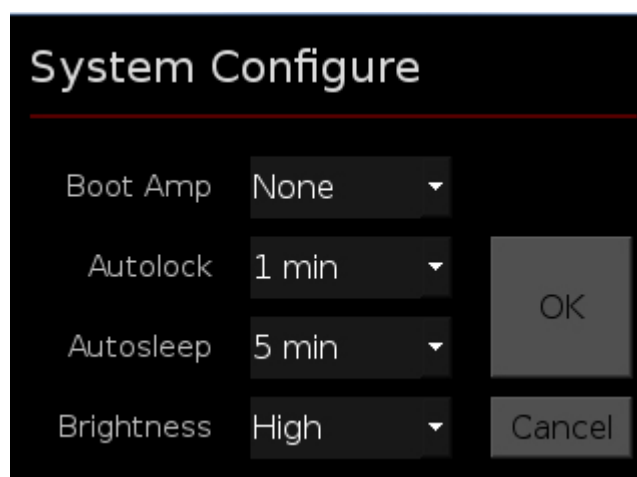 System Configure
Boot Amp None
Autolock 1 min
OK
Autosleep 5 min
Brightness High Cancel